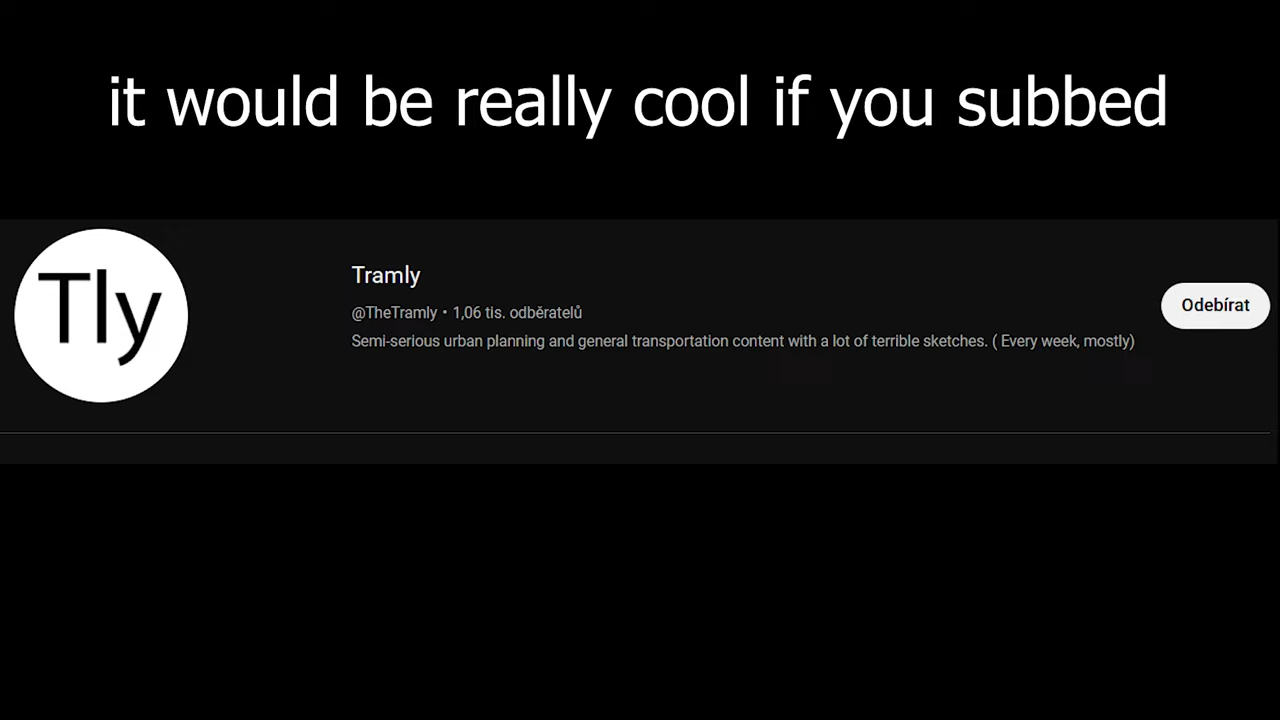 it would be really cool if you subbed
Tly
Tramly
@TheTramly • 1,06 tis. odběratelů
Semi-serious urban planning and general transportation content with a lot of terrible sketches. ( Every week, mostly)
Odebírat